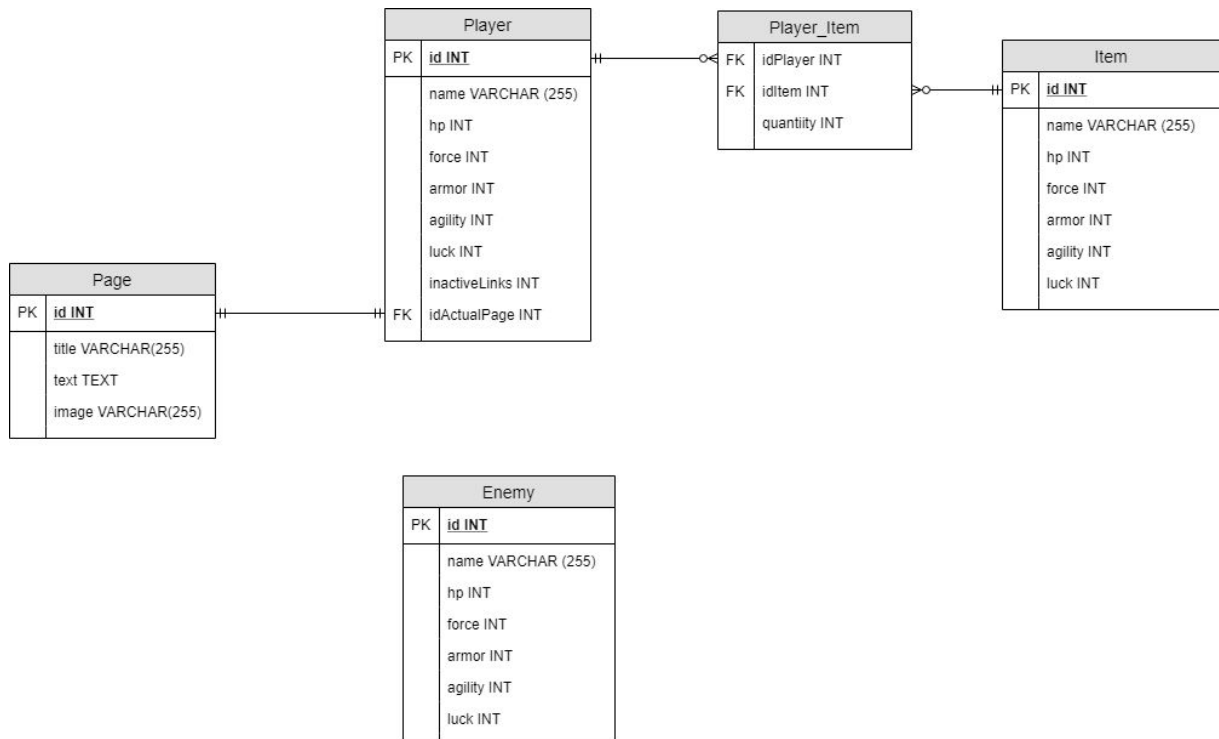 Player
PK id INT
name VARCHAR (255)
hp INT
force INT
armor INT
agility INT
luck INT
inactiveLinks INT
FK idActualPage INT
Player_Item
FK idPlayer INT
FK idItem INT
quantiity INT
Item
PK id INT
name VARCHAR (255)
hp INT
force INT
armor INT
agility INT
luck INT
Page
PK id INT
title VARCHAR(255)
text TEXT
image VARCHAR(255)
Enemy
PK id INT
name VARCHAR (255)
hp INT
force INT
armor INT
agility INT
luck INT